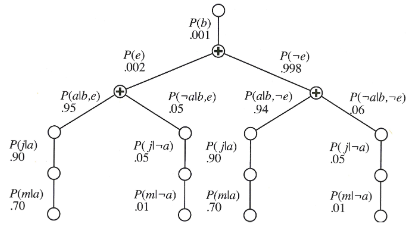 P(b)
.001
P(e)
.002
P(¬e)
.998
P(a|b,e)
.95
P(¬a|b,e)
.05
P(a|b,¬e)
.94
P(¬a|b,¬e)
.06
P(j|a)
.90
P(j|¬a)
.05
P(j|a)
.90
P(j|¬a)
.05
P(m|a)
.70
P(m|¬a)
.01
P(m|a)
.70
P(m|¬a)
.01